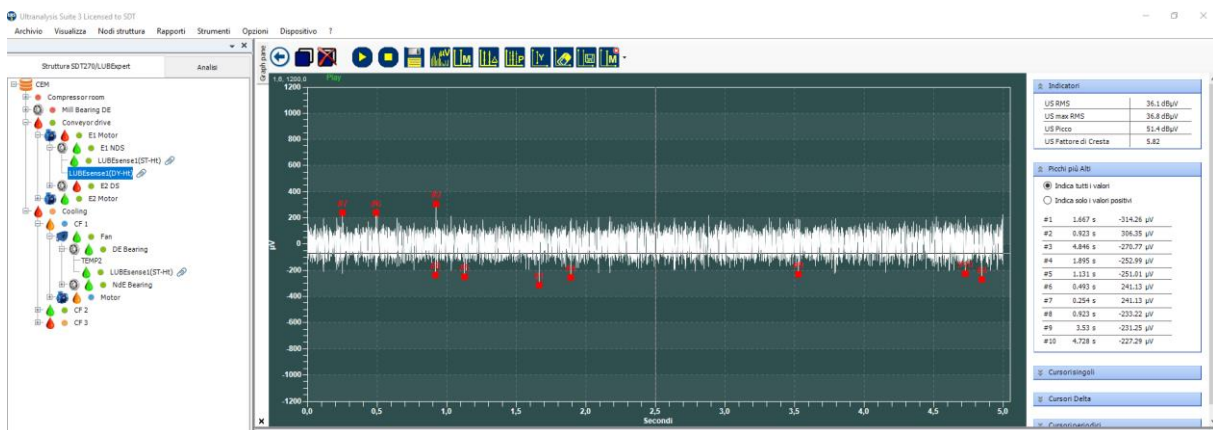 Ultranalysis Suite 3 Licensed to SDT
Archivio Visualizza Nodi struttura Rapporti Strumenti Opzioni Dispositivo ?
Struttura SDT270/LUBExpert Analisi
CEM
Compressor room
Mill Bearing DE
Conveyor drive
E1 Motor
E1 NDS
LUBEsense1(ST-Ht)
LUBEsense1(DY-Ht)
E2 DS
E2 Motor
Cooling
CF 1
Fan
DE Bearing
TEMP2
LUBEsense1(ST-Ht)
NdE Bearing
Motor
CF 2
CF 3
Graph pane
1,0, 1200,0 Play
1200
1000
800
600
400
200
0
-200
-400
-600
-800
-1000
-1200
µV
0,0 0,5 1,0 1,5 2,0 2,5 3,0 3,5 4,0 4,5 5,0
Secondi
Indicatori
US RMS 36.1 dBµV
US max RMS 36.8 dBµV
US Picco 51.4 dBµV
US Fattore di Cresta 5.82
Picchi più Alti
Indica tutti i valori
Indica solo i valori positivi
#1 1.667 s -314.26 µV
#2 0.923 s 306.35 µV
#3 4.846 s -270.77 µV
#4 1.895 s -252.99 µV
#5 1.131 s -251.01 µV
#6 0.493 s 241.13 µV
#7 0.254 s 241.13 µV
#8 0.923 s -233.22 µV
#9 3.53 s -231.25 µV
#10 4.728 s -227.29 µV
Cursorisingoli
Cursori Delta
Cursoriperiodici